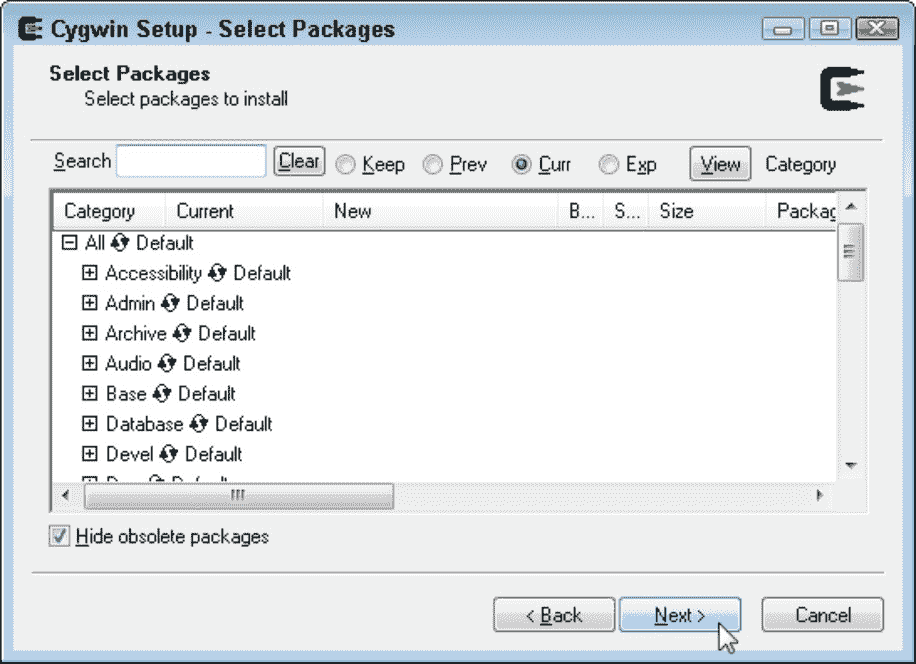 Cygwin Setup - Select Packages
Select Packages
Select packages to install
Search Clear Keep Prev Curr Exp View Category
Category Current New B... S... Size Packag
All Default
Accessibility Default
Admin Default
Archive Default
Audio Default
Base Default
Database Default
Devel Default
Hide obsolete packages
< Back Next > Cancel